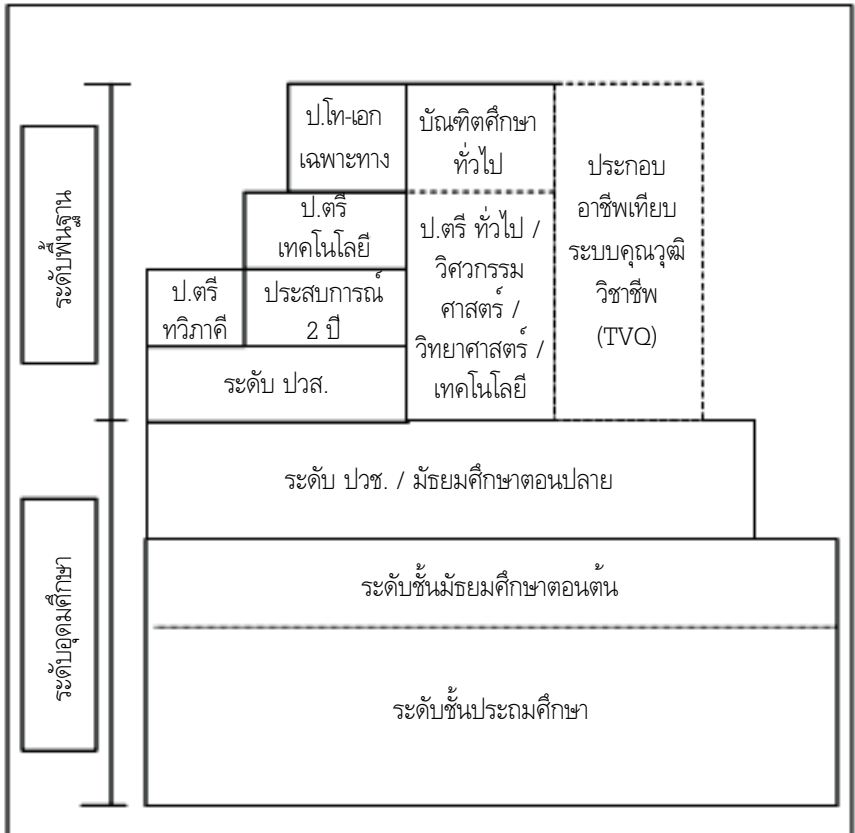 ระดับพื้นฐาน
ป.โท-เอก
เฉพาะทาง
บัณฑิตศึกษา
ทั่วไป
ประกอบ
อาชีพเทียบ
ระบบคุณวุฒิ
วิชาชีพ
(TVQ)
ป.ตรี
เทคโนโลยี
ป.ตรี ทั่วไป /
วิศวกรรม
ศาสตร์ /
วิทยาศาสตร์ /
เทคโนโลยี
ป.ตรี
ทวิภาคี
ประสบการณ์
2 ปี
ระดับ ปวส.
ระดับ ปวช. / มัธยมศึกษาตอนปลาย
ระดับอุดมศึกษา
ระดับชั้นมัธยมศึกษาตอนต้น
ระดับชั้นประถมศึกษา